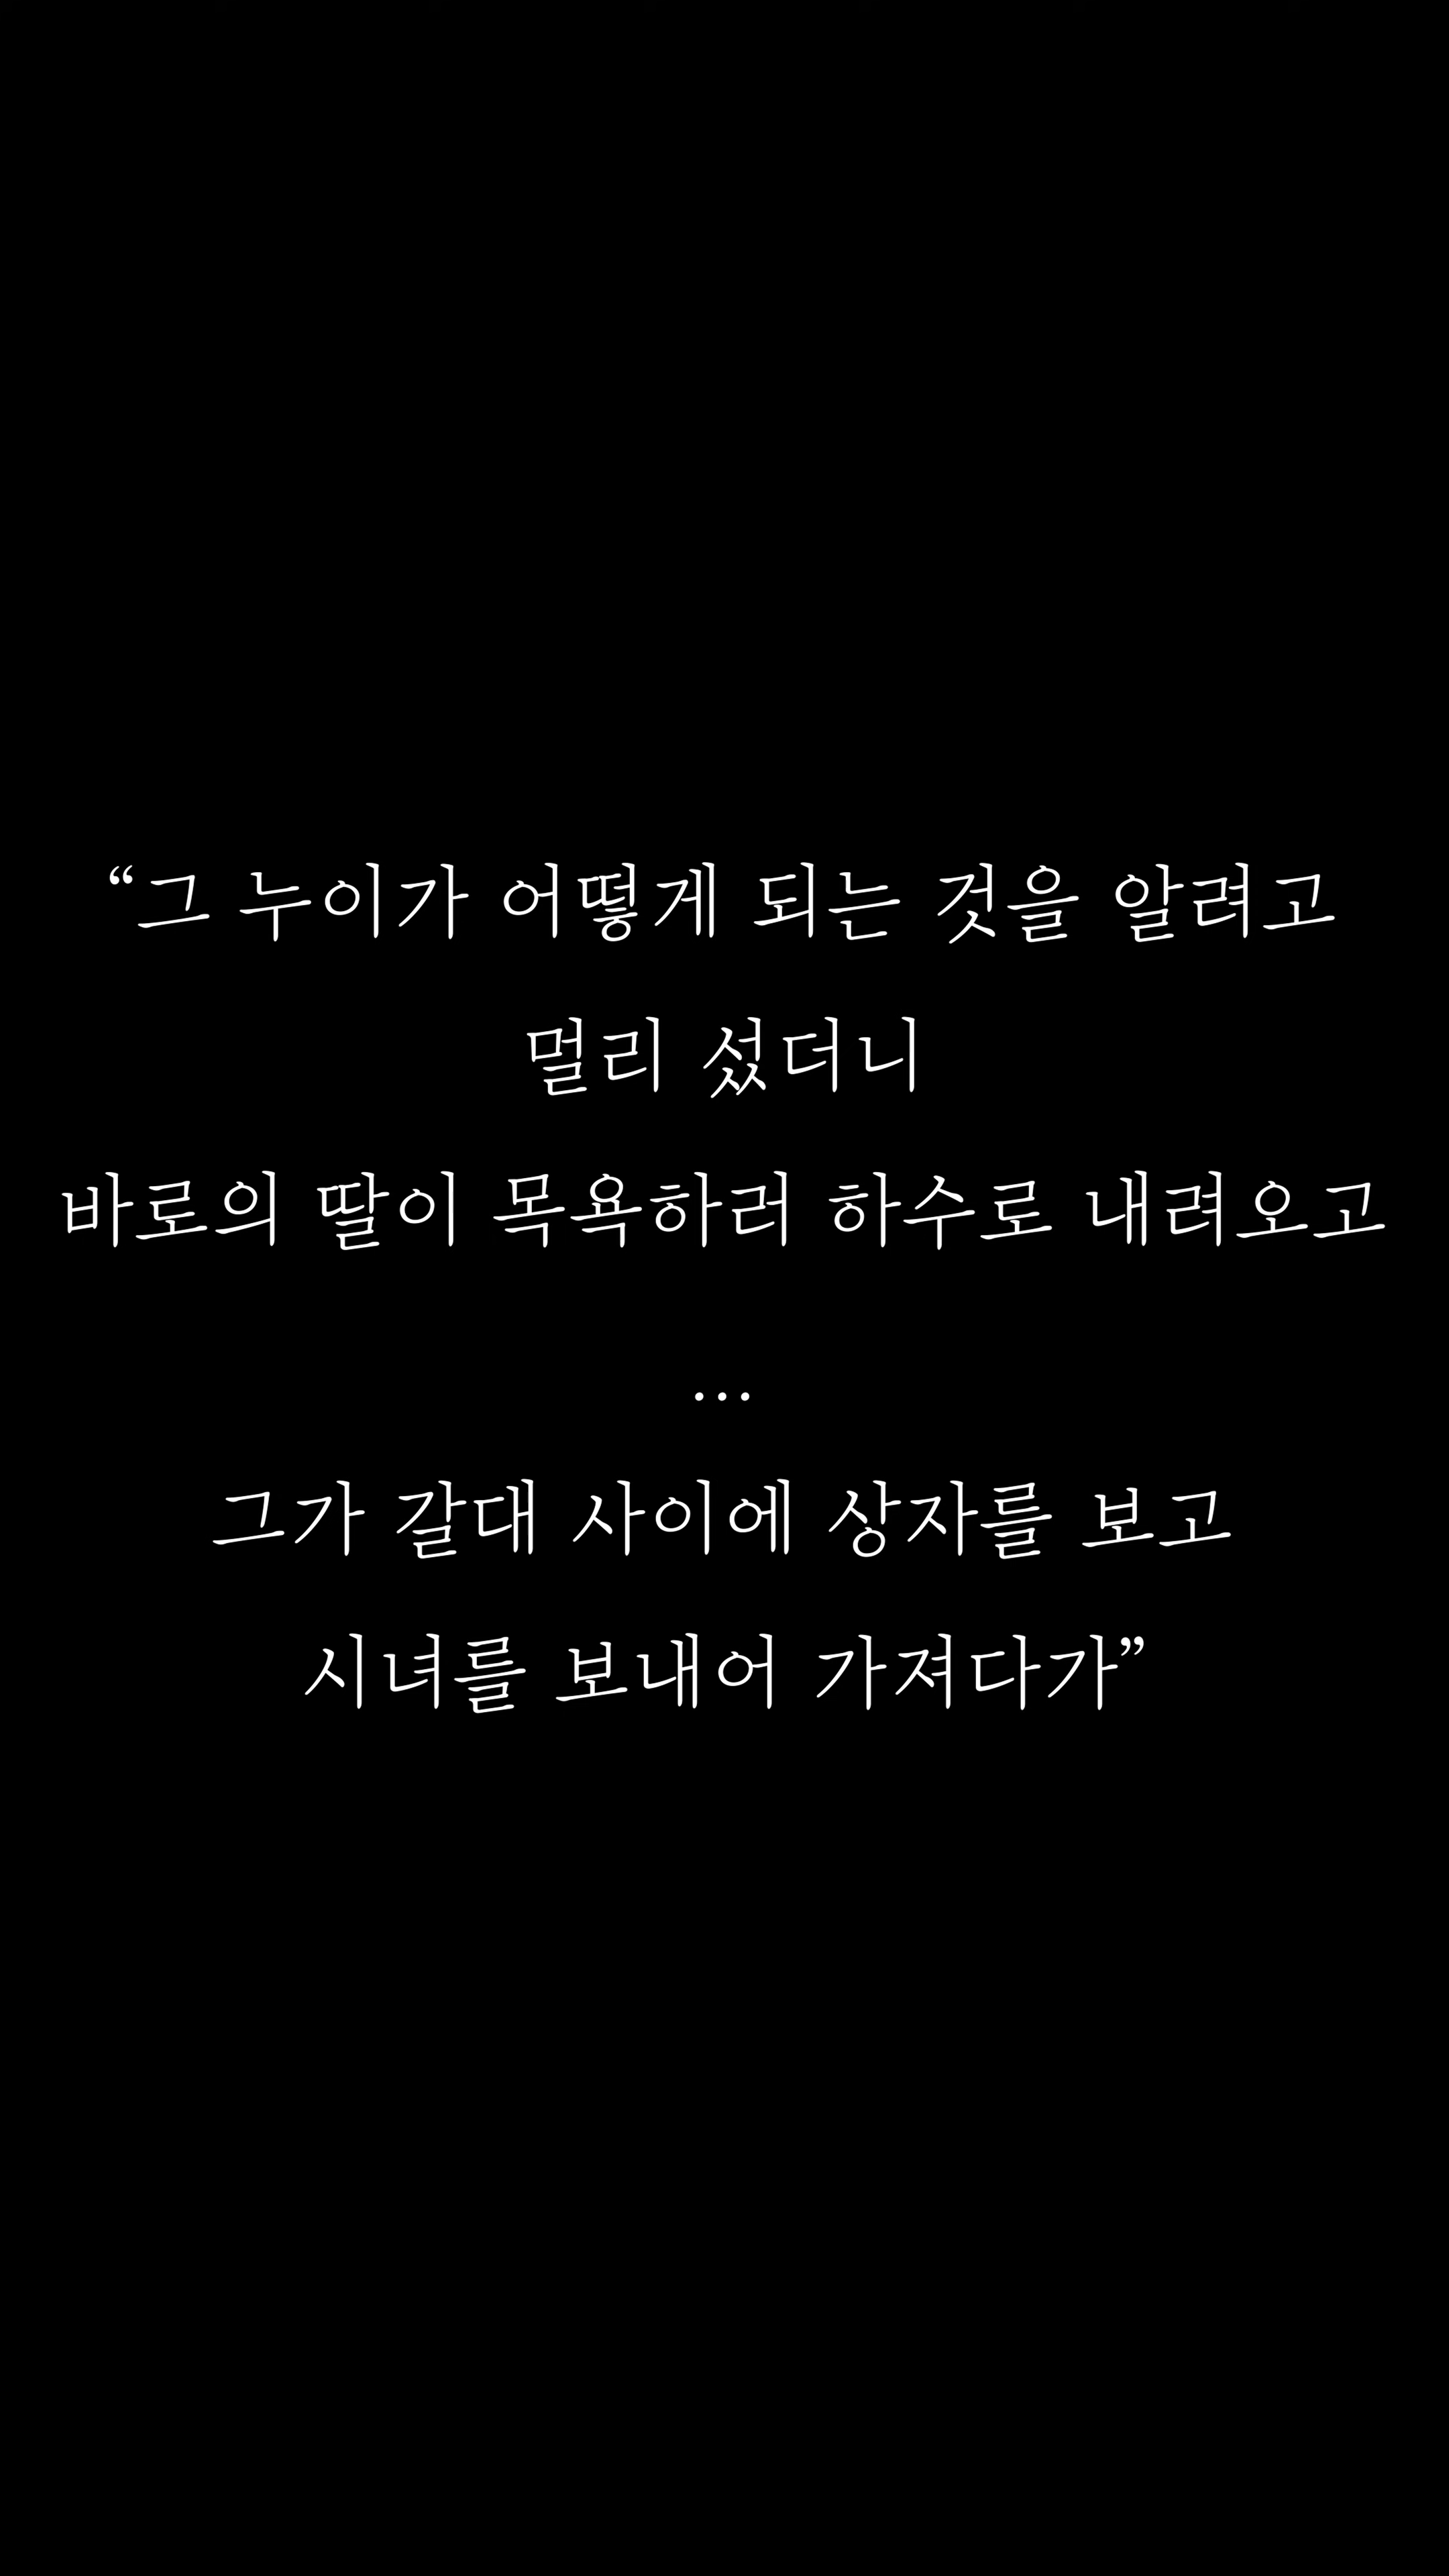 “그 누이가 어떻게 되는 것을 알려고
멀리 섰더니
바로의 딸이 목욕하러 하수로 내려오고
...
그가 갈대 사이에 상자를 보고
시녀를 보내어 가져다가”